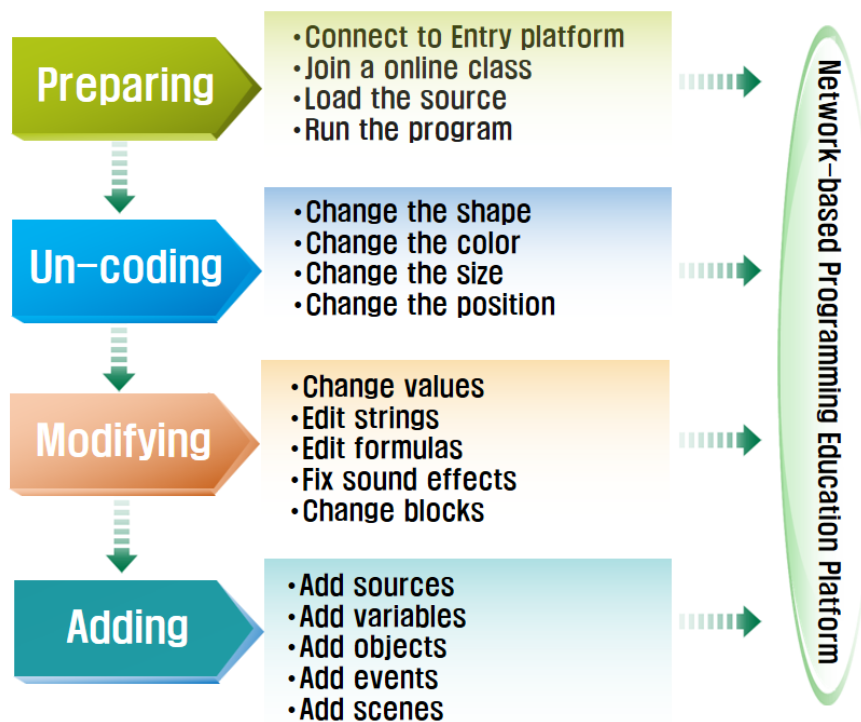 Preparing
•Connect to Entry platform
•Join a online class
•Load the source
•Run the program
Un-coding
•Change the shape
•Change the color
•Change the size
•Change the position
Modifying
•Change values
•Edit strings
•Edit formulas
•Fix sound effects
•Change blocks
Adding
•Add sources
•Add variables
•Add objects
•Add events
•Add scenes
Network-based Programming Education Platform